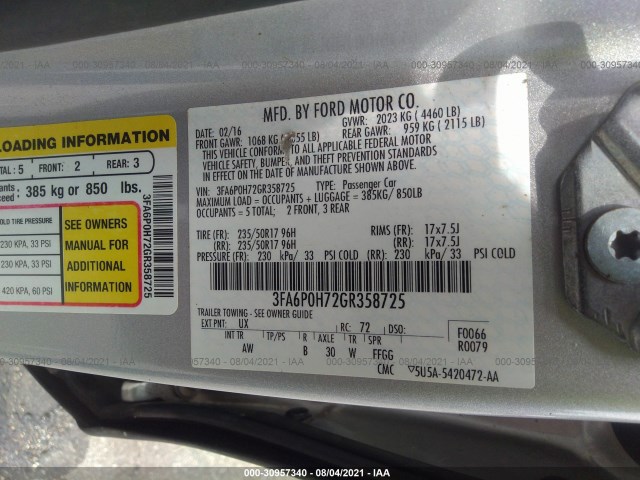 000-30957340 - 08/04/2021 - IAA
LOADING INFORMATION
5 FRONT: 2 REAR: 3
385 kg or 850 lbs.
TIRE PRESSURE
230 KPA, 33 PSI
230 KPA, 33 PSI
420 KPA, 60 PSI
SEE OWNERS
MANUAL FOR
ADDITIONAL
INFORMATION
3FA6P0H72GR358725
MFD. BY FORD MOTOR CO.
02/16 GVWR: 2023 KG ( 4460 LB)
FRONT GAWR: 1068 KG LB) REAR GAWR: 959 KG ( 2115 LB)
THIS VEHICLE CONFORMS TO ALL APPLICABLE FEDERAL MOTOR
VEHICLE SAFETY, BUMPER, AND THEFT PREVENTION STANDARDS
IN EFFECT ON THE DATE OF MANUFACTURE SHOWN ABOVE.
VIN: 3FA6P0H72GR358725 TYPE: Passenger Car
MAXIMUM LOAD = OCCUPANTS + LUGGAGE = 385KG/ 850LB
OCCUPANTS = 5 TOTAL; 2 FRONT, 3 REAR
TIRE (FR): 235/50R17 96H RIMS (FR): 17x7.5J
(RR): 235/50R17 96H (RR): 17x7.5J
PRESSURE (FR): 230 kPa/ 33 PSI COLD (RR): 230 kPa/ 33 PSI COLD
3FA6P0H72GR358725
TRAILER TOWING - SEE OWNER GUIDE
EXT PNT: UX RC: 72 DSO: F0066
INT TR TP/PS R AXLE TR SPR R0079
AW B 30 W FFGG
CMC ▽5U5A-5420472-AA
000-30957340 - 08/04/2021 - IAA